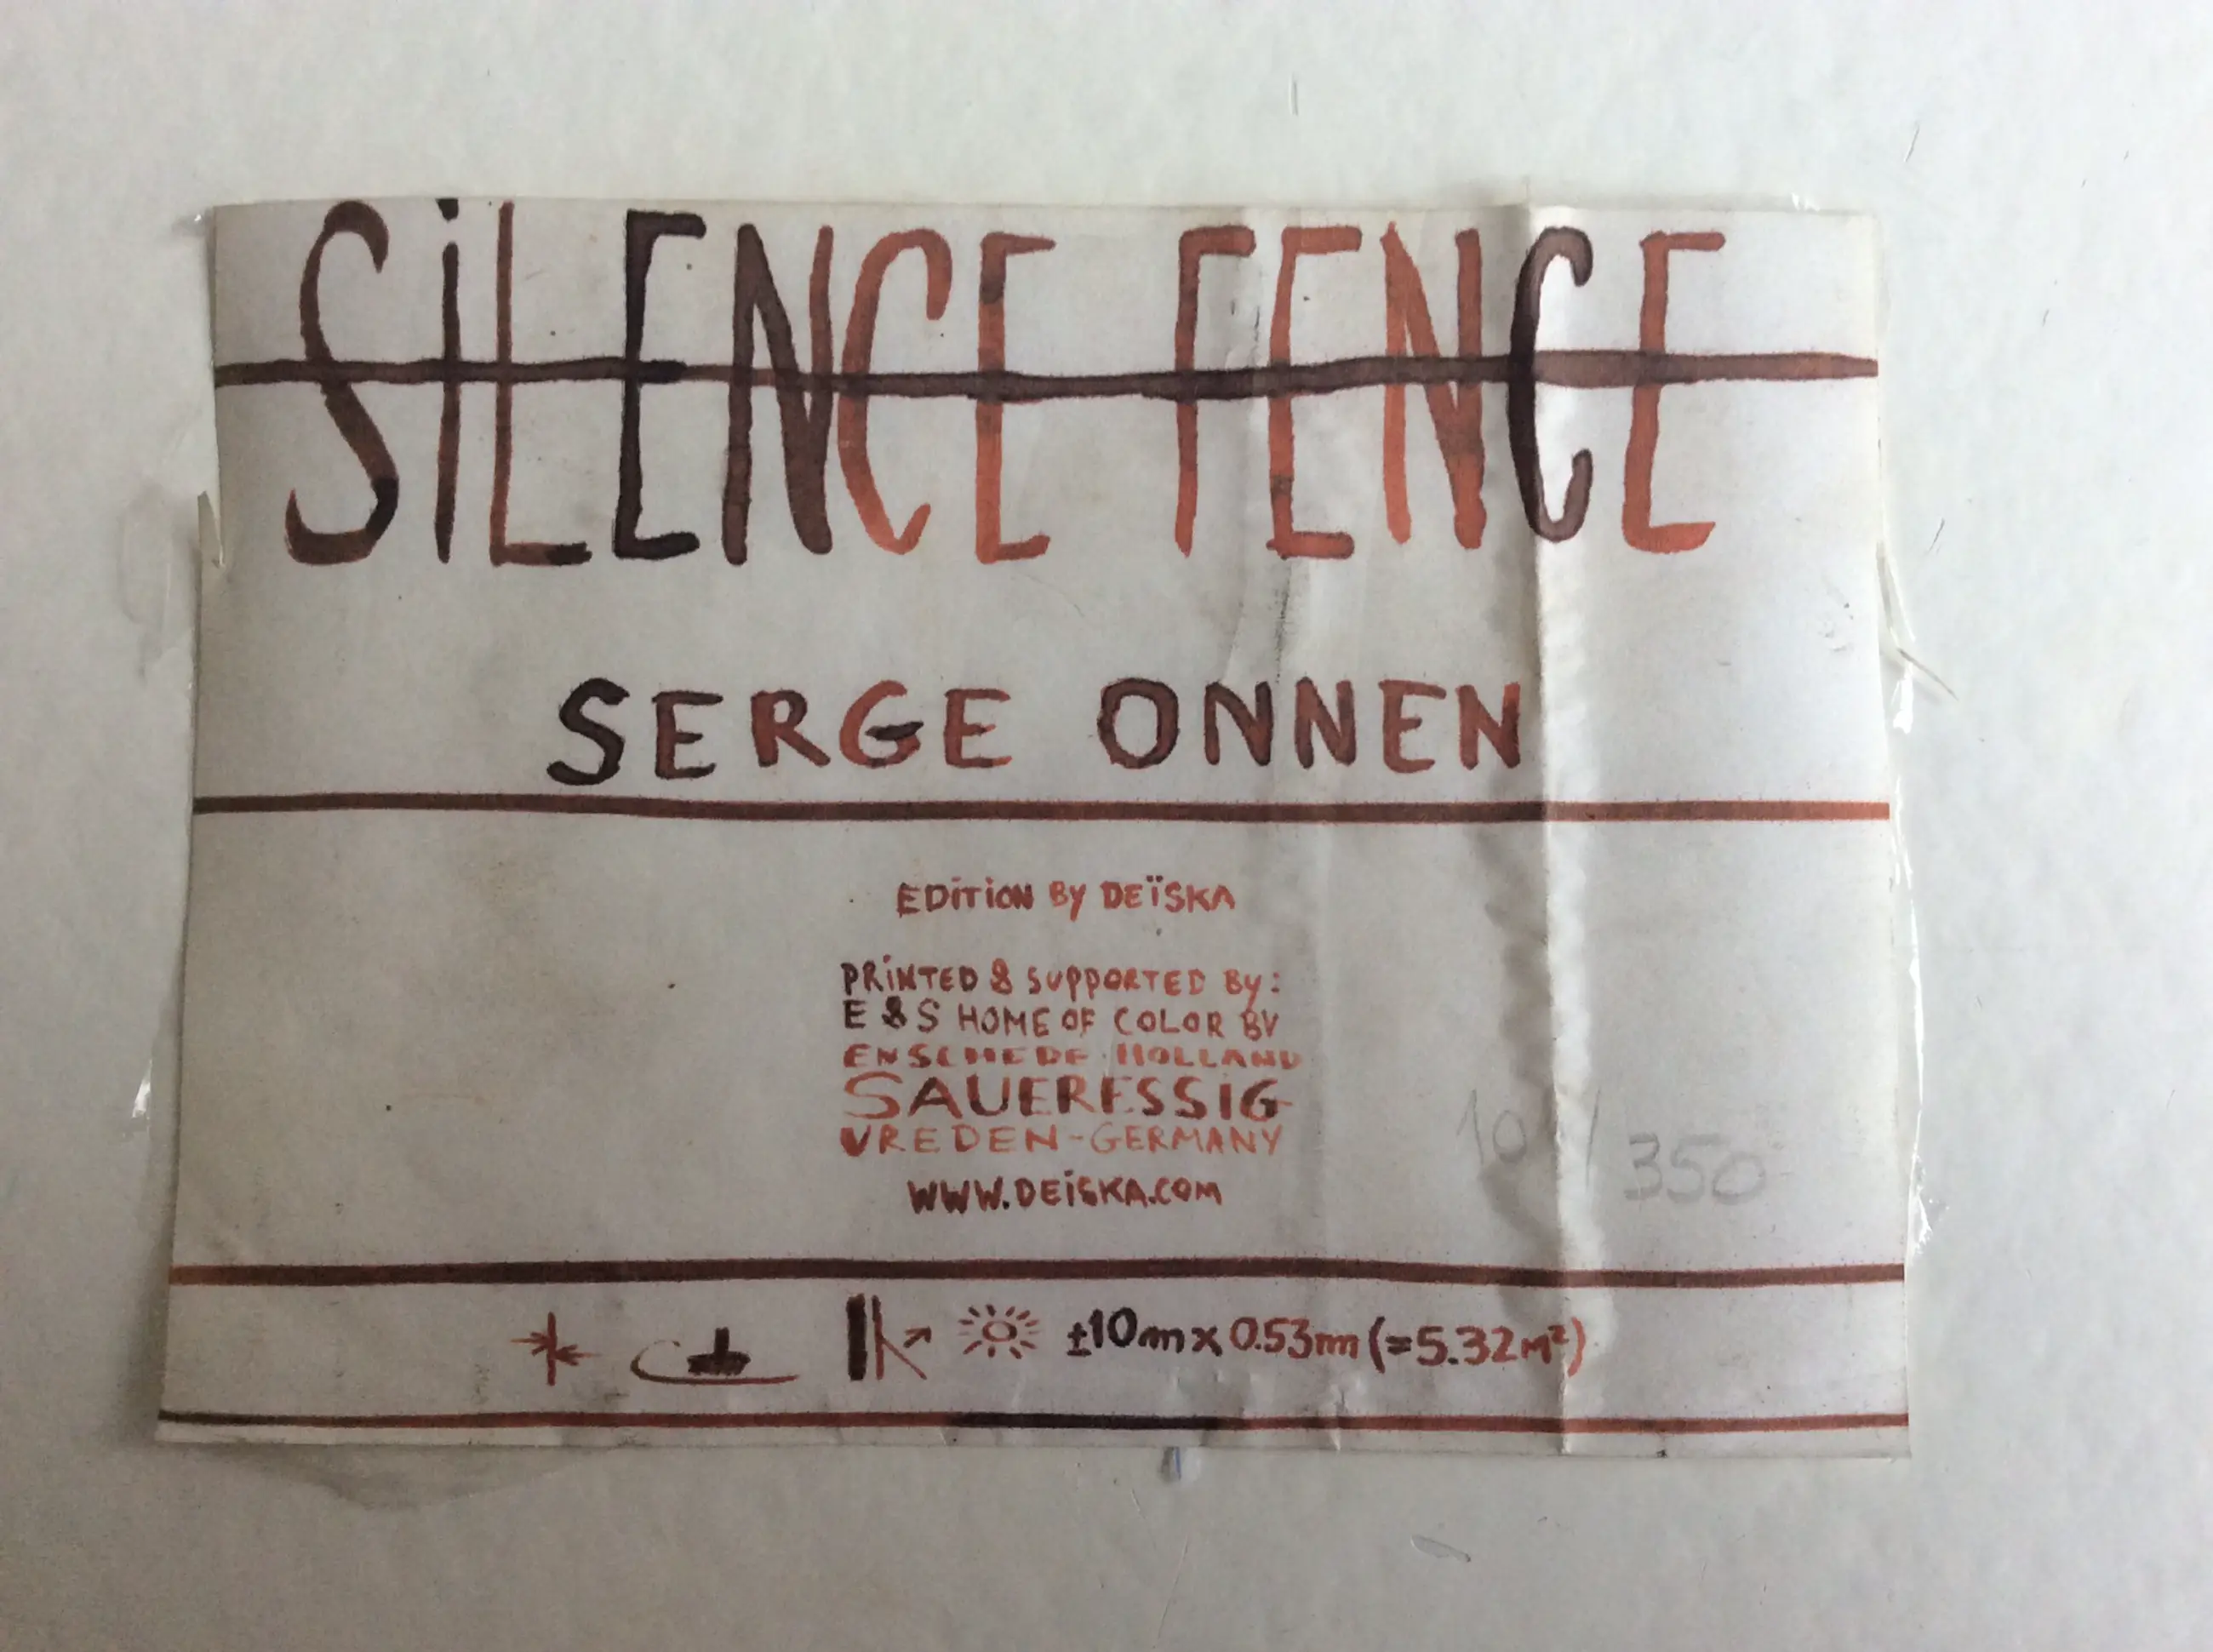 SiLENCE FENCE
SERGE ONNEN
EDiTiON BY DEÏSKA
PRiNTED & SUPPORTED By:
E & S HOME OF COLOR BV
ENSCHEDE HOLLAND
SAUERESSIG
VREDEN-GERMANY
10 / 350
WWW.DEiSKA.COM
±10m x 0.53m (=5.32m²)